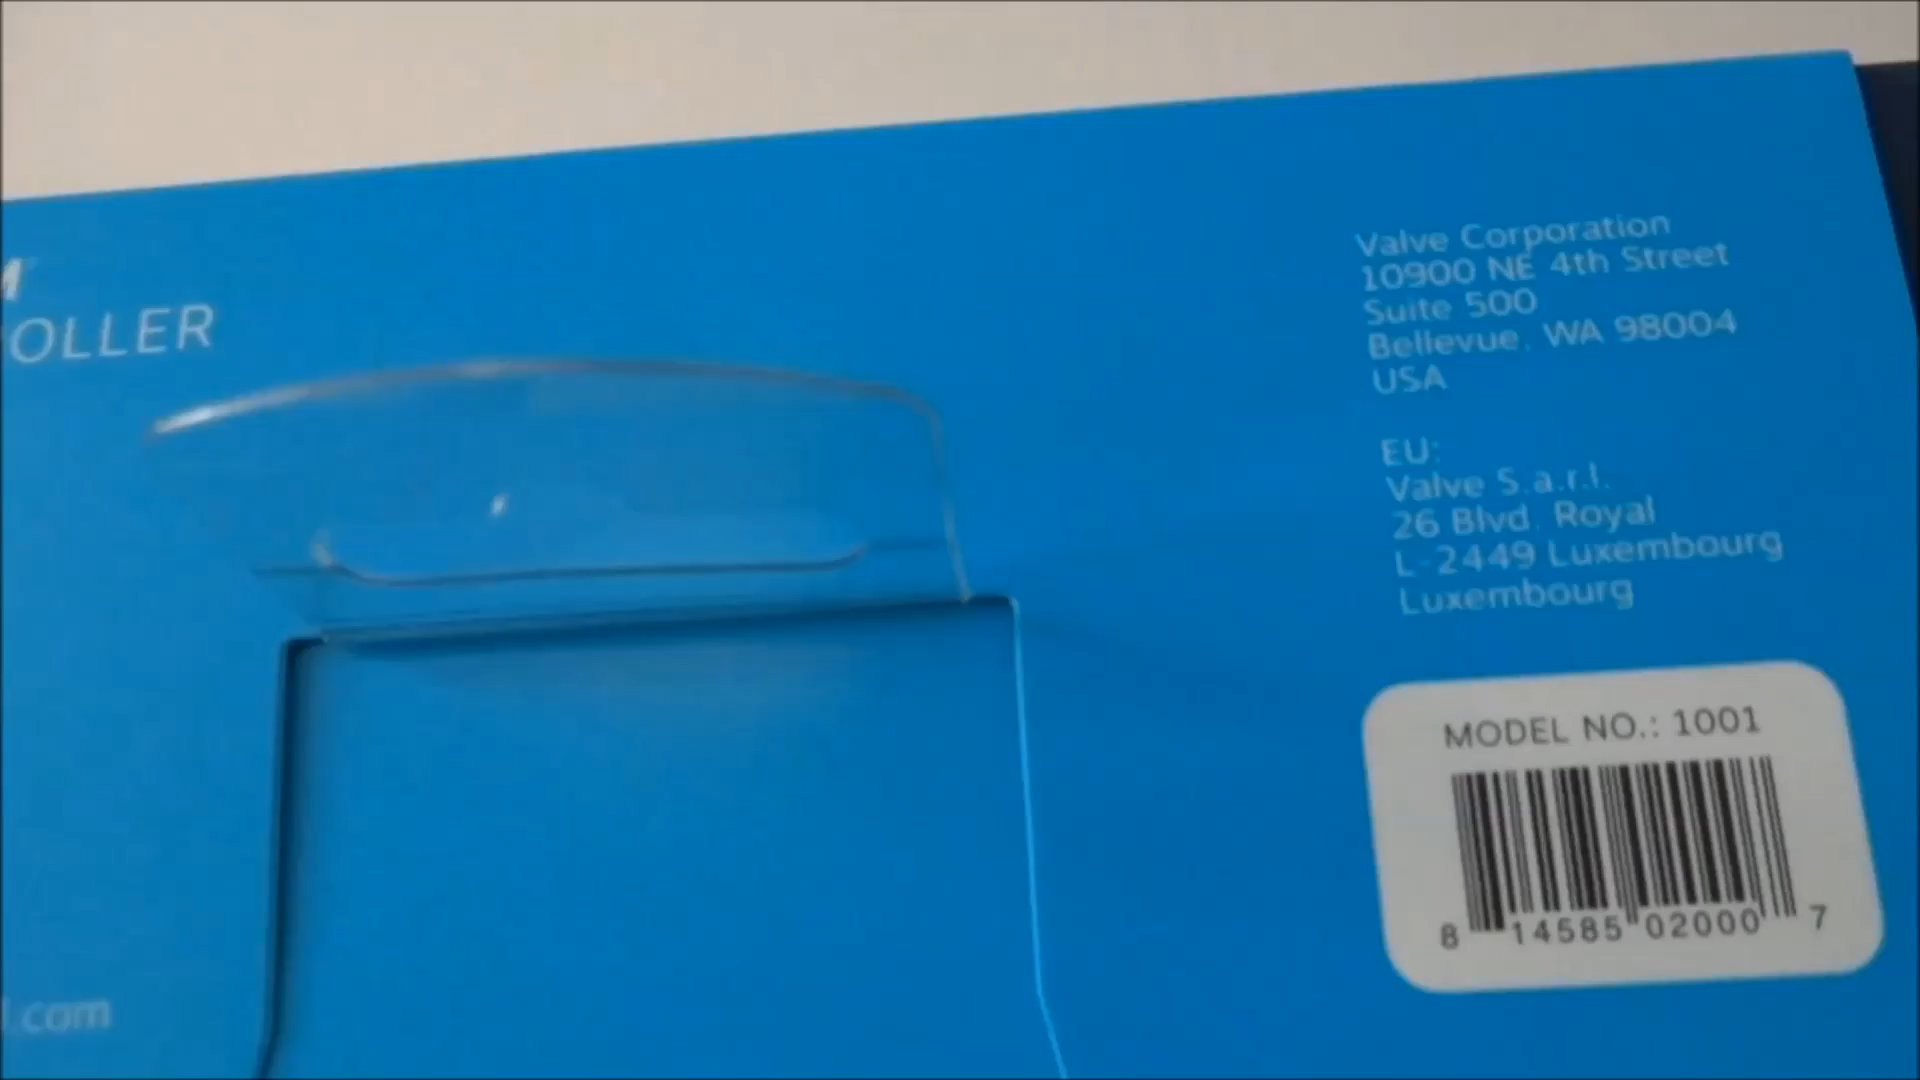 M
OLLER
Valve Corporation
10900 NE 4th Street
Suite 500
Bellevue, WA 98004
USA
EU:
Valve S.a.r.l.
26 Blvd. Royal
L-2449 Luxembourg
Luxembourg
MODEL NO.: 1001
8 14585 02000 7
.com